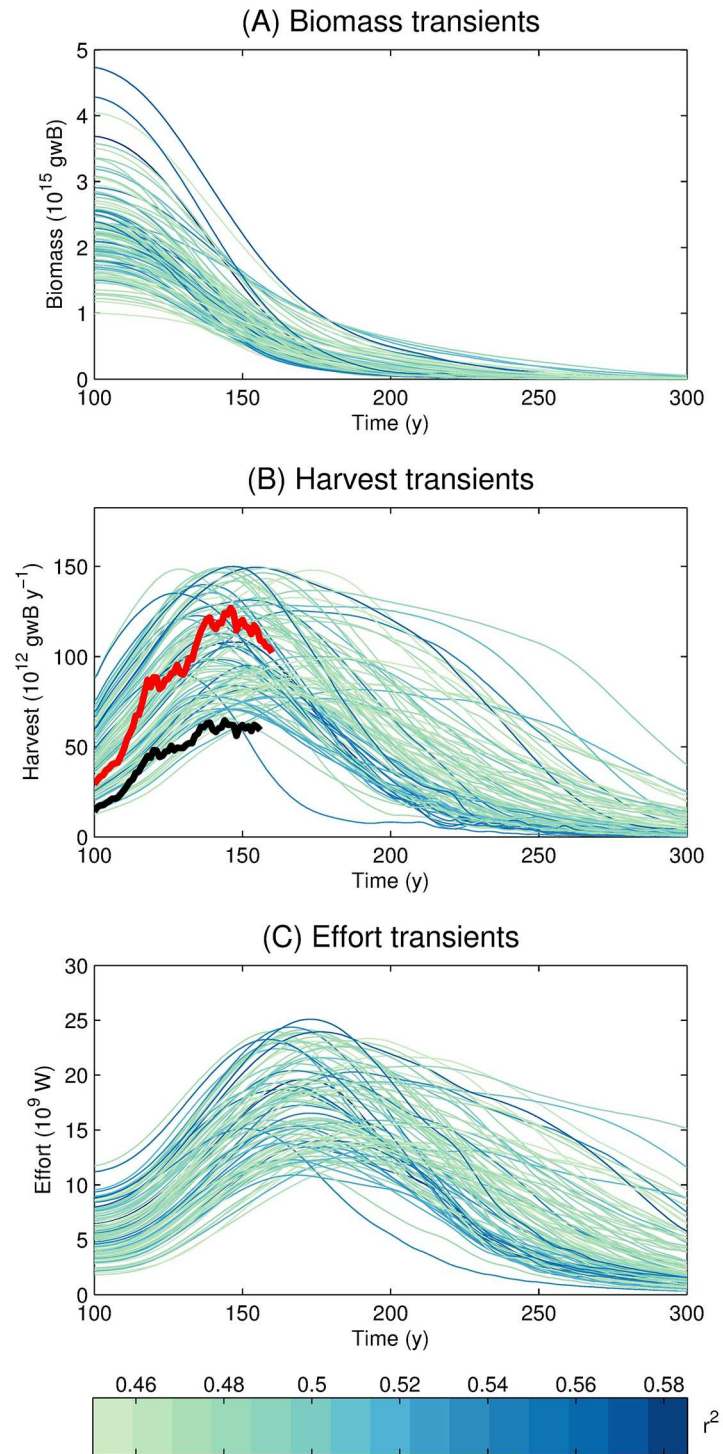 (A) Biomass transients
5
4
3
2
1
0
Biomass (10^15 gwB)
100 150 200 250 300
Time (y)
(B) Harvest transients
150
100
50
0
Harvest (10^12 gwB y^−1)
100 150 200 250 300
Time (y)
(C) Effort transients
30
25
20
15
10
5
0
Effort (10^9 W)
100 150 200 250 300
Time (y)
0.46 0.48 0.5 0.52 0.54 0.56 0.58
r^2